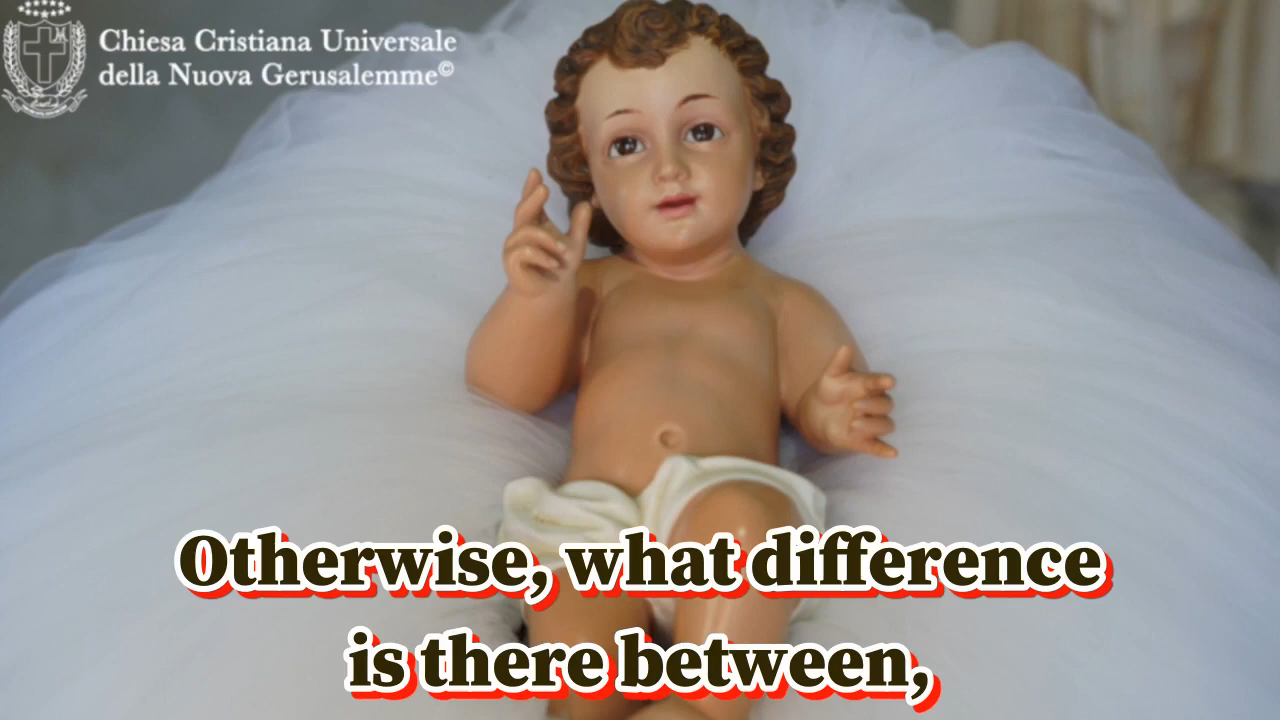 Chiesa Cristiana Universale
della Nuova Gerusalemme©
Otherwise, what difference
is there between,